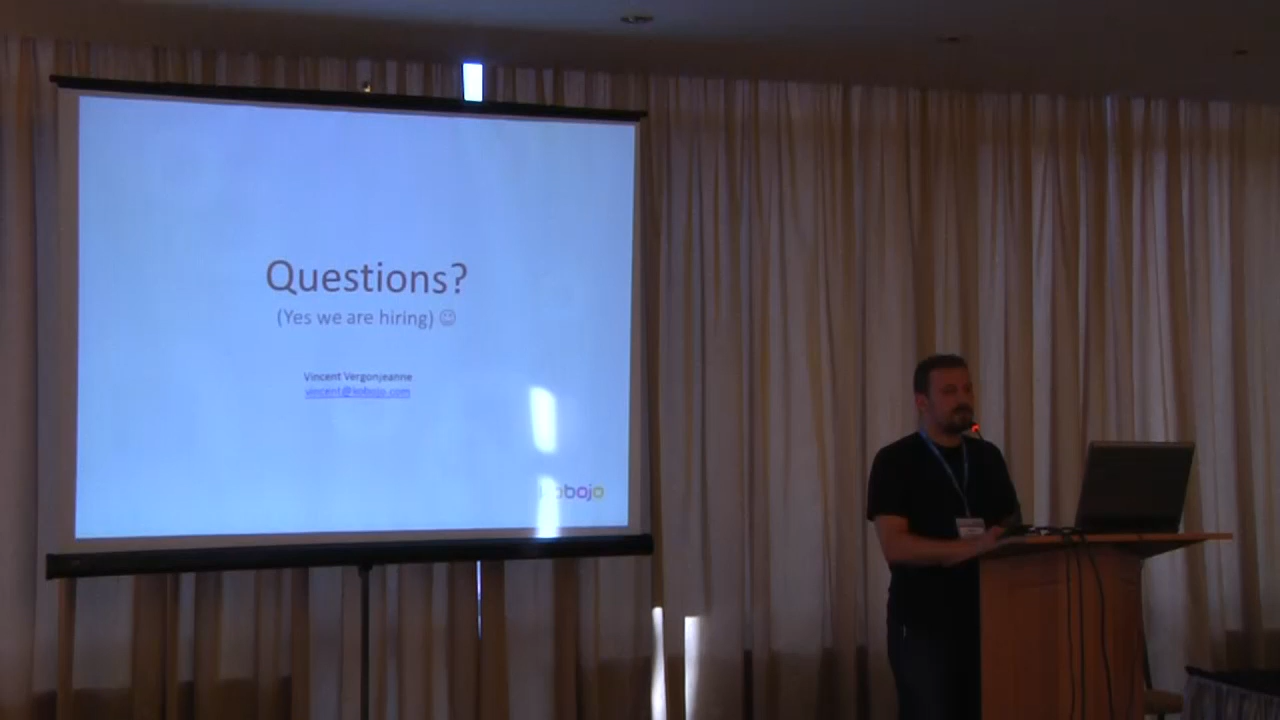 Questions?
(Yes we are hiring) ☺
Vincent Vergonjeanne
vincent@kobojo.com
kobojo